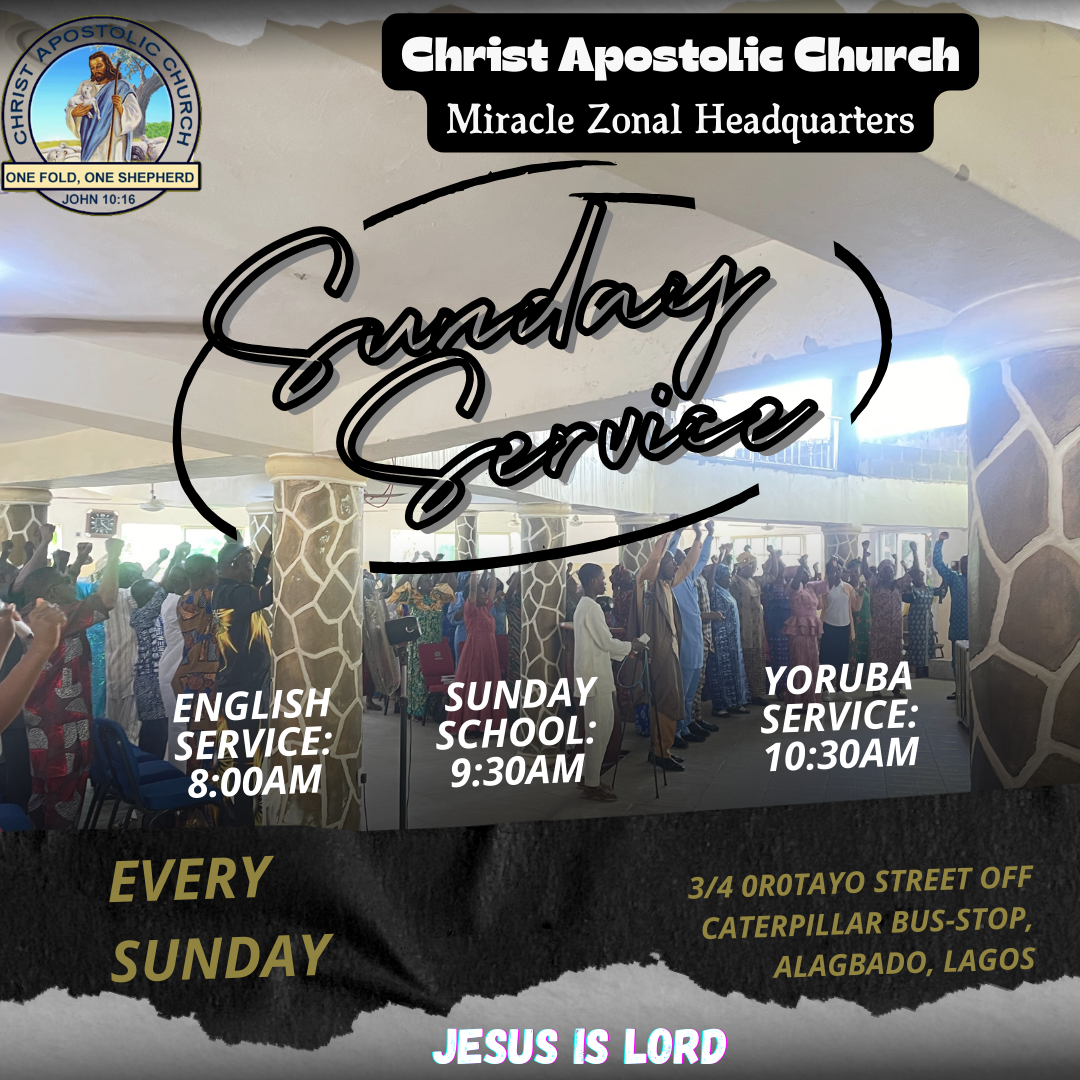 CHRIST APOSTOLIC CHURCH
ONE FOLD, ONE SHEPHERD
JOHN 10:16
Christ Apostolic Church
Miracle Zonal Headquarters
Sunday
Service
ENGLISH
SERVICE:
8:00AM
SUNDAY
SCHOOL:
9:30AM
YORUBA
SERVICE:
10:30AM
EVERY
SUNDAY
3/4 0R0TAYO STREET OFF
CATERPILLAR BUS-STOP,
ALAGBADO, LAGOS
JESUS IS LORD